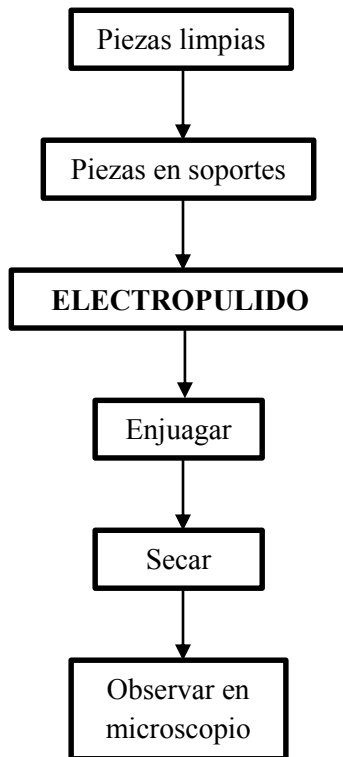 Piezas limpias
Piezas en soportes
ELECTROPULIDO
Enjuagar
Secar
Observar en
microscopio